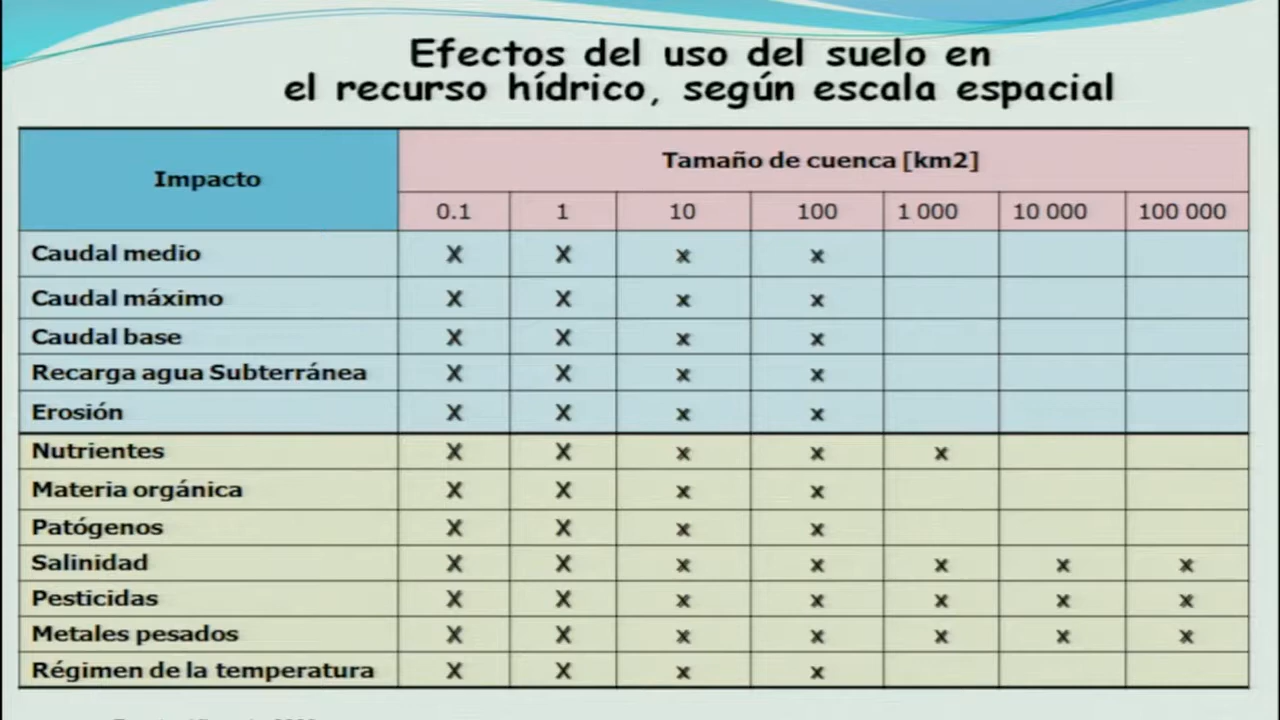 Efectos del uso del suelo en
el recurso hídrico, según escala espacial
Impacto
Tamaño de cuenca [km2]
0.1 1 10 100 1 000 10 000 100 000
Caudal medio X X x x
Caudal máximo X X x x
Caudal base X X x x
Recarga agua Subterránea X X x x
Erosión X X x x
Nutrientes X X x x x
Materia orgánica X X x x
Patógenos X X x x
Salinidad X X x x x x x
Pesticidas X X x x x x x
Metales pesados X X x x x x x
Régimen de la temperatura X X x x